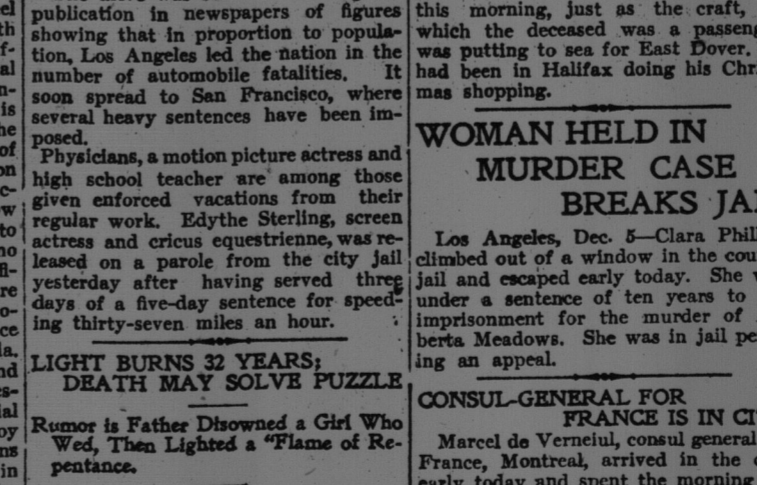 publication in newspapers of figures
showing that in proportion to popula-
tion, Los Angeles led the nation in the
number of automobile fatalities. It
soon spread to San Francisco, where
several heavy sentences have been im-
posed.
Physicians, a motion picture actress and
high school teacher are among those
given enforced vacations from their
regular work. Edythe Sterling, screen
actress and cricus equestrienne, was re-
leased on a parole from the city jail
yesterday after having served three
days of a five-day sentence for speed-
ing thirty-seven miles an hour.
LIGHT BURNS 32 YEARS;
DEATH MAY SOLVE PUZZLE
Rumor is Father Disowned a Girl Who
Wed, Then Lighted a "Flame of Re-
pentance.
this morning, just as the craft,
which the deceased was a
was putting to sea for East Dover.
had been in Halifax doing his
mas shopping.
WOMAN HELD IN
MURDER CASE
BREAKS
Los Angeles, Dec. 5—Clara
climbed out of a window in the
jail and escaped early today. She
under a sentence of ten years to
imprisonment for the murder of
berta Meadows. She was in jail
ing an appeal.
CONSUL-GENERAL FOR
FRANCE IS IN
Marcel de Verneiul, consul general
France, Montreal, arrived in the
early today and spent the morning